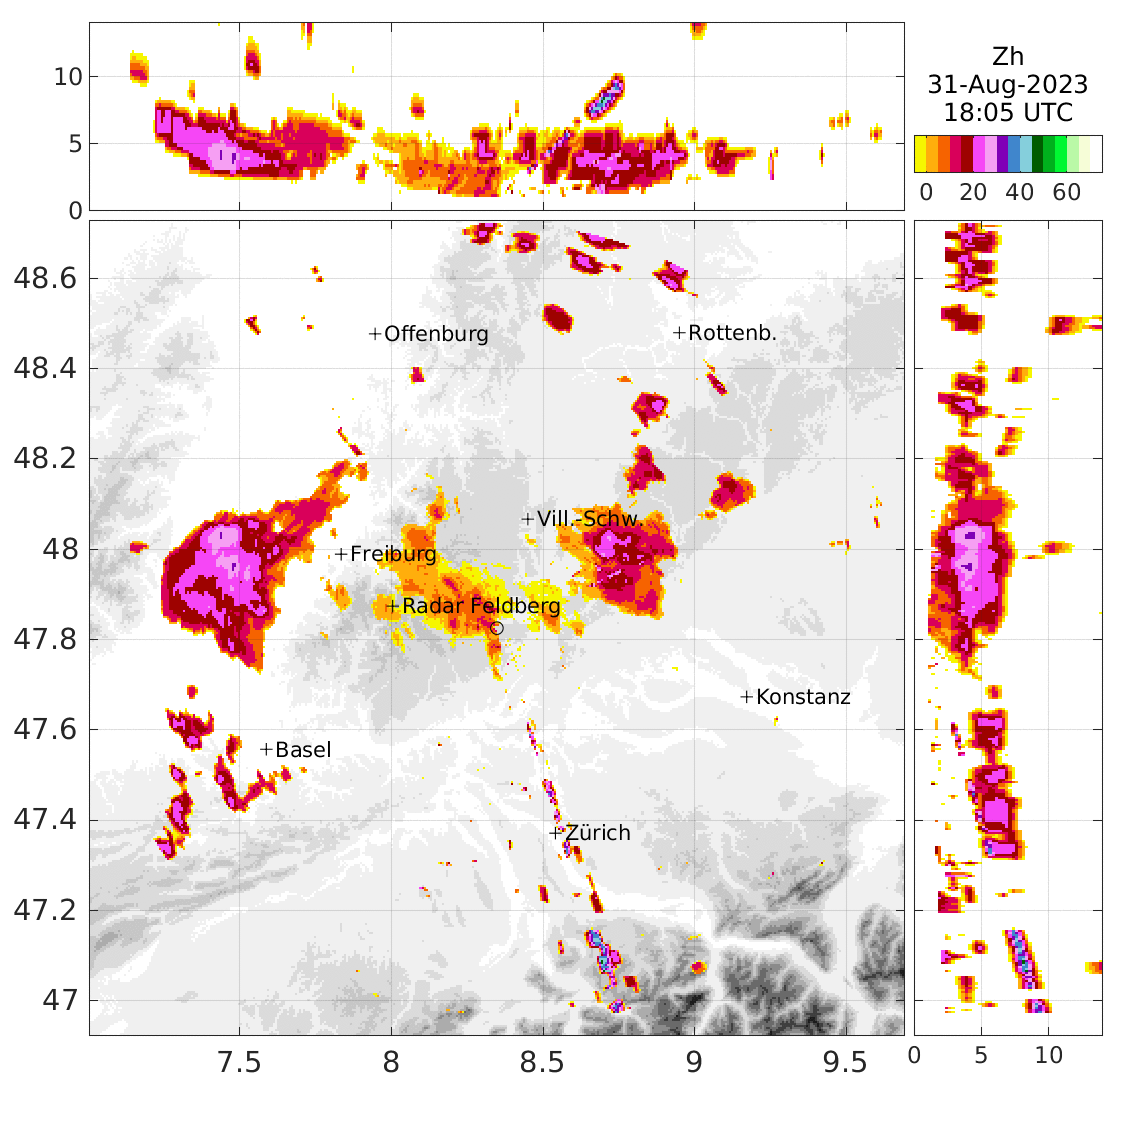 Zh
31-Aug-2023
18:05 UTC
0 20 40 60
10
5
0
48.6
48.4
48.2
48
47.8
47.6
47.4
47.2
47
+Offenburg
+Rottenb.
+Vill.-Schw.
+Freiburg
+Radar Feldberg
+Konstanz
+Basel
+Zürich
7.5 8 8.5 9 9.5
0 5 10